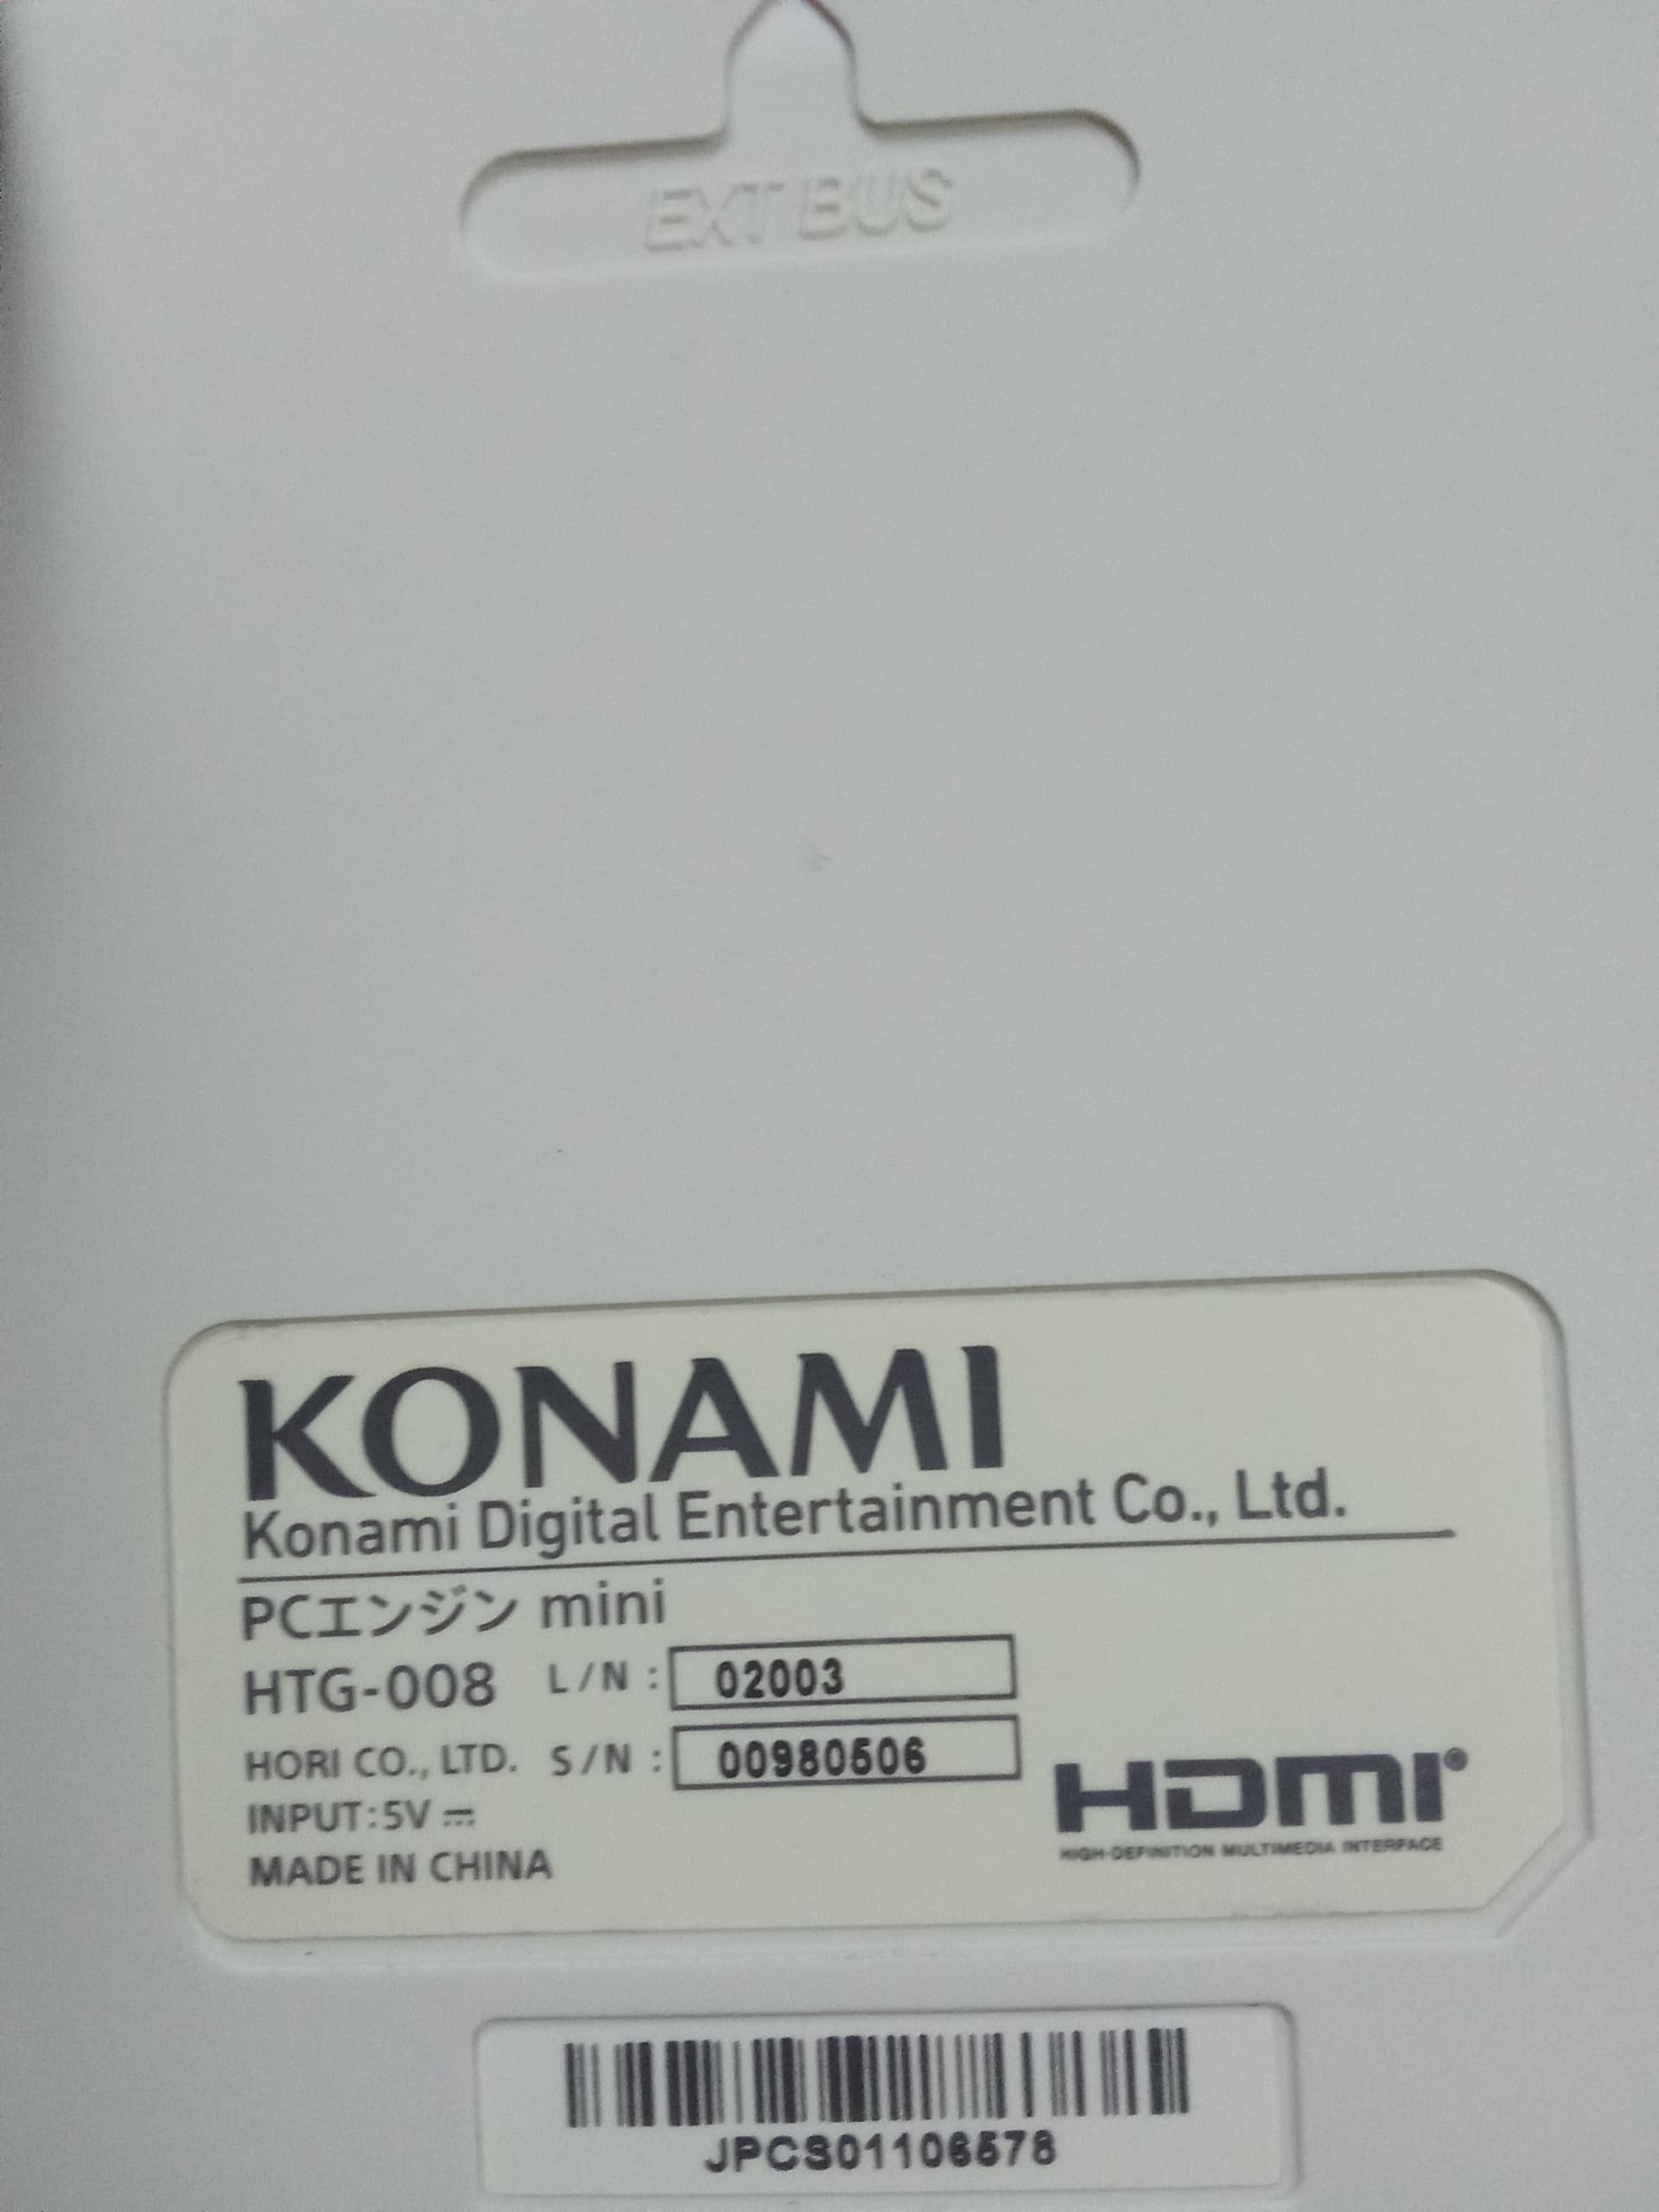 EXT BUS
KONAMI
Konami Digital Entertainment Co., Ltd.
PCエンジン mini
HTG-008 L/N : 02003
HORI CO., LTD. S/N : 00980506
INPUT:5V ⎓
MADE IN CHINA
HDMI®
HIGH-DEFINITION MULTIMEDIA INTERFACE
JPCS01106578